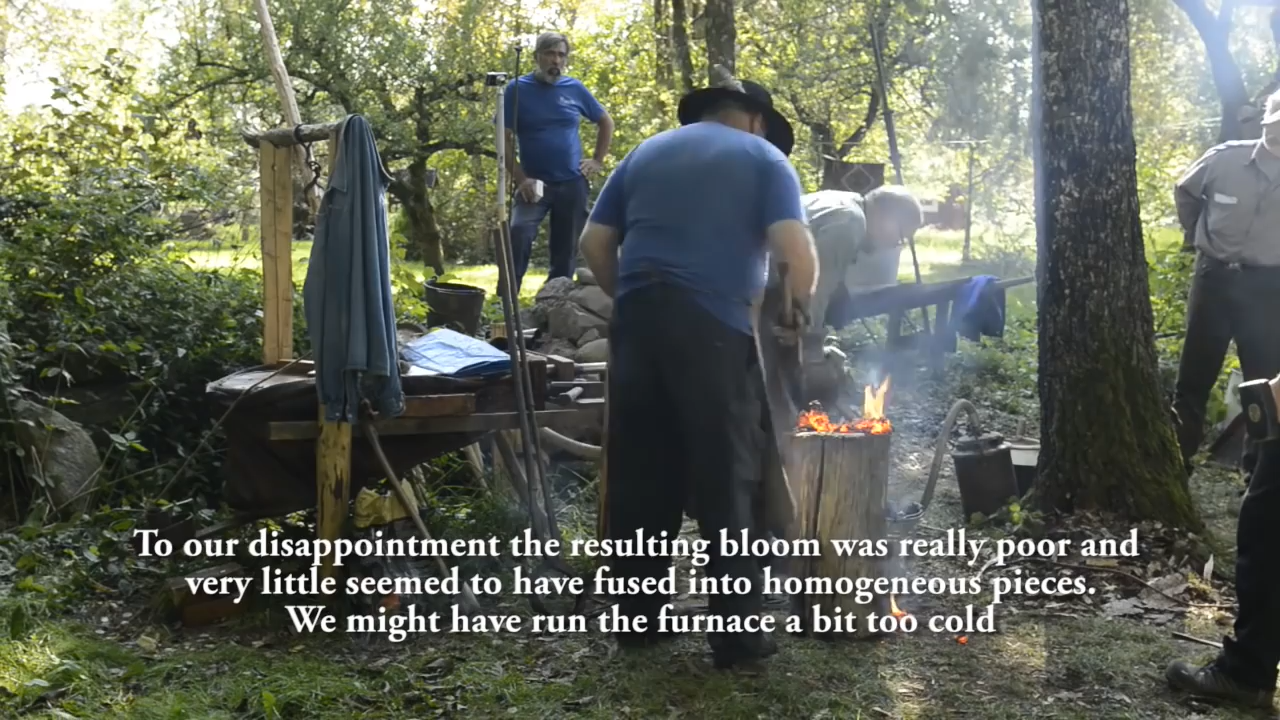 To our disappointment the resulting bloom was really poor and
very little seemed to have fused into homogeneous pieces.
We might have run the furnace a bit too cold